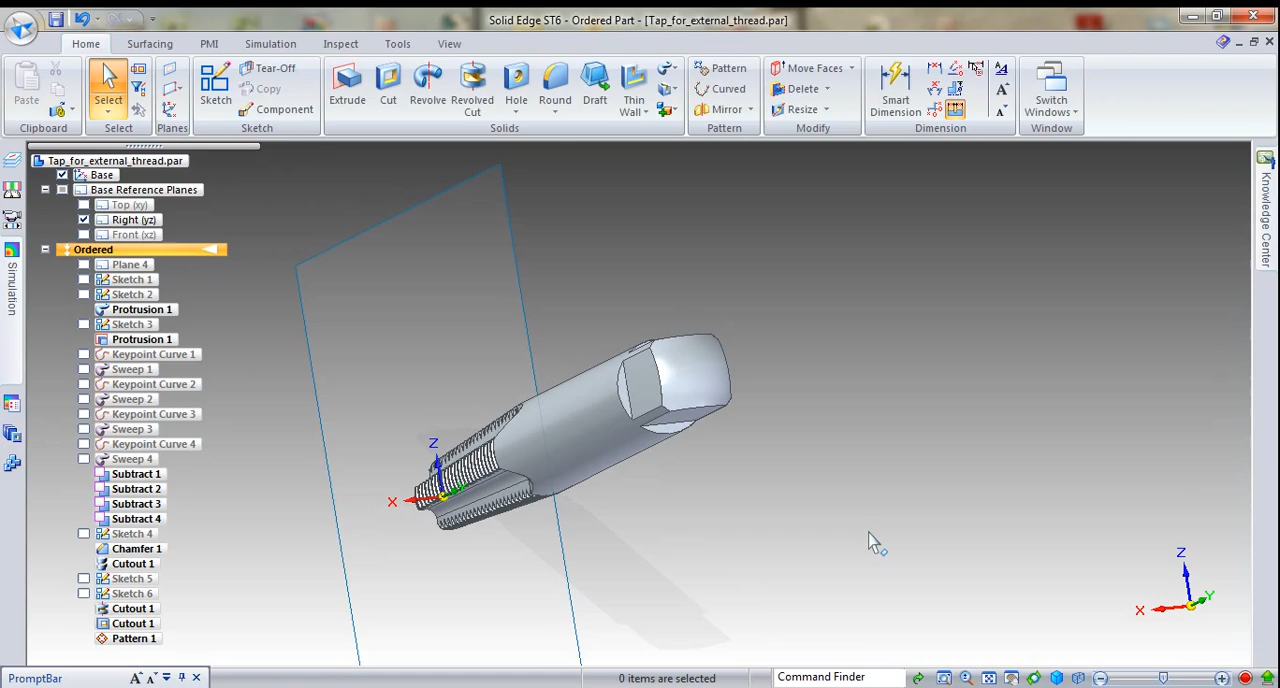 Solid Edge ST6 - Ordered Part - [Tap_for_external_thread.par]
Home Surfacing PMI Simulation Inspect Tools View
Paste
Clipboard
Select
Select
Planes
Sketch
Tear-Off
Copy
Component
Sketch
Extrude Cut Revolve Revolved Cut Hole Round Draft Thin Wall
Solids
Pattern
Curved
Mirror
Pattern
Move Faces
Delete
Resize
Modify
Smart Dimension
Dimension
Switch Windows
Window
Tap_for_external_thread.par
Base
Base Reference Planes
Top (xy)
Right (yz)
Front (xz)
Ordered
Plane 4
Sketch 1
Sketch 2
Protrusion 1
Sketch 3
Protrusion 1
Keypoint Curve 1
Sweep 1
Keypoint Curve 2
Sweep 2
Keypoint Curve 3
Sweep 3
Keypoint Curve 4
Sweep 4
Subtract 1
Subtract 2
Subtract 3
Subtract 4
Sketch 4
Chamfer 1
Cutout 1
Sketch 5
Sketch 6
Cutout 1
Cutout 1
Pattern 1
Simulation
Knowledge Center
Z
X
Z
Y
X
PromptBar
0 items are selected
Command Finder